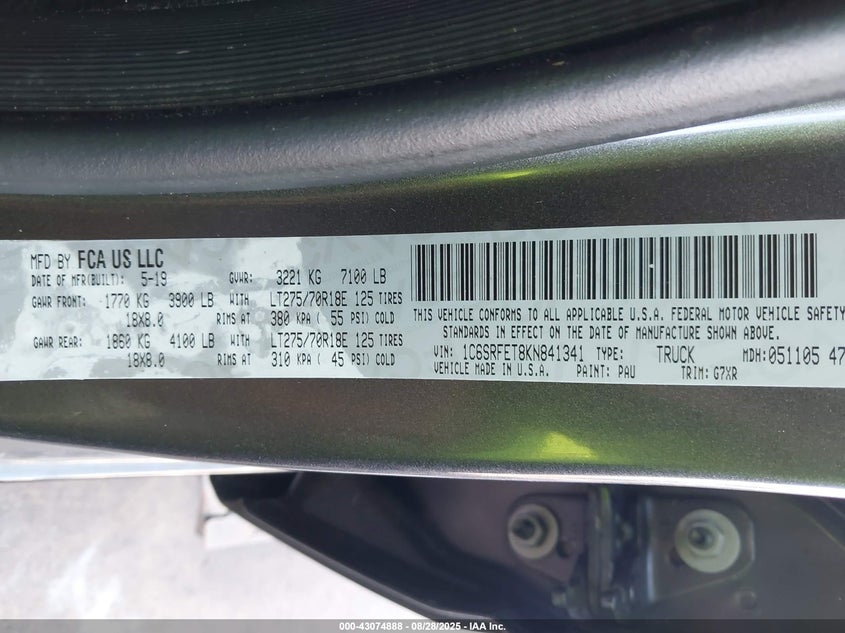 MFD BY FCA US LLC
DATE OF MFR(BUILT): 5-19 GVWR: 3221 KG 7100 LB
GAWR FRONT: 1770 KG 3900 LB WITH LT275/70R18E 125 TIRES
18X8.0 RIMS AT 380 KPA ( 55 PSI) COLD
GAWR REAR: 1860 KG 4100 LB WITH LT275/70R18E 125 TIRES
18X8.0 RIMS AT 310 KPA ( 45 PSI) COLD
THIS VEHICLE CONFORMS TO ALL APPLICABLE U.S.A. FEDERAL MOTOR VEHICLE SAFETY
STANDARDS IN EFFECT ON THE DATE OF MANUFACTURE SHOWN ABOVE.
VIN: 1C6SRFET8KN841341 TYPE: TRUCK MDH: 051105 47
VEHICLE MADE IN U.S.A. PAINT: PAU TRIM: G7XR
000-43074888 - 08/28/2025 - IAAI.com